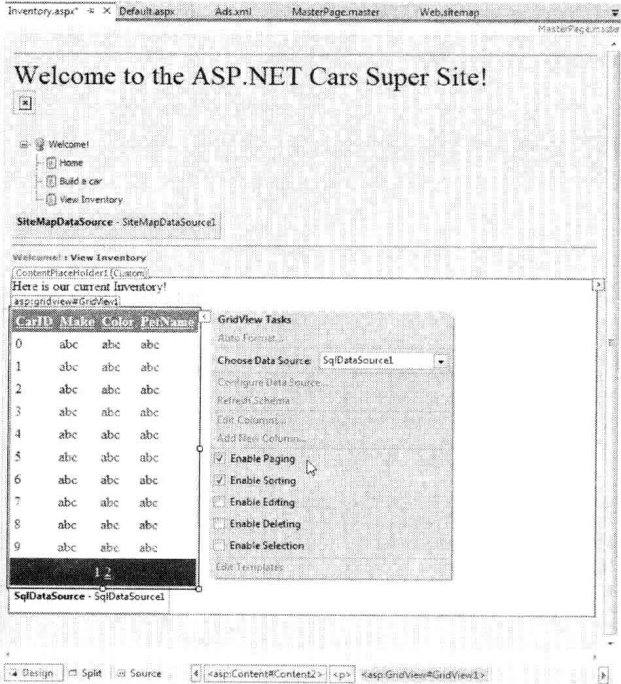 Inventory.aspx* Default.aspx Ads.xml MasterPage.master Web.sitemap
MasterPage.master
Welcome to the ASP.NET Cars Super Site!
Welcome!
Home
Build a car
View Inventory
SiteMapDataSource - SiteMapDataSource1
Welcome! : View Inventory
ContentPlaceHolder1 (Custom)
Here is our current Inventory!
asp:gridview#GridView1
CarID Make Color PetName
0 abc abc abc
1 abc abc abc
2 abc abc abc
3 abc abc abc
4 abc abc abc
5 abc abc abc
6 abc abc abc
7 abc abc abc
8 abc abc abc
9 abc abc abc
1 2
SqlDataSource - SqlDataSource1
GridView Tasks
Auto Format...
Choose Data Source: SqlDataSource1
Configure Data Source...
Refresh Schema
Edit Columns...
Add New Column...
Enable Paging
Enable Sorting
Enable Editing
Enable Deleting
Enable Selection
Edit Templates
Design Split Source <asp:Content#Content2> <p> <asp:GridView#GridView1>